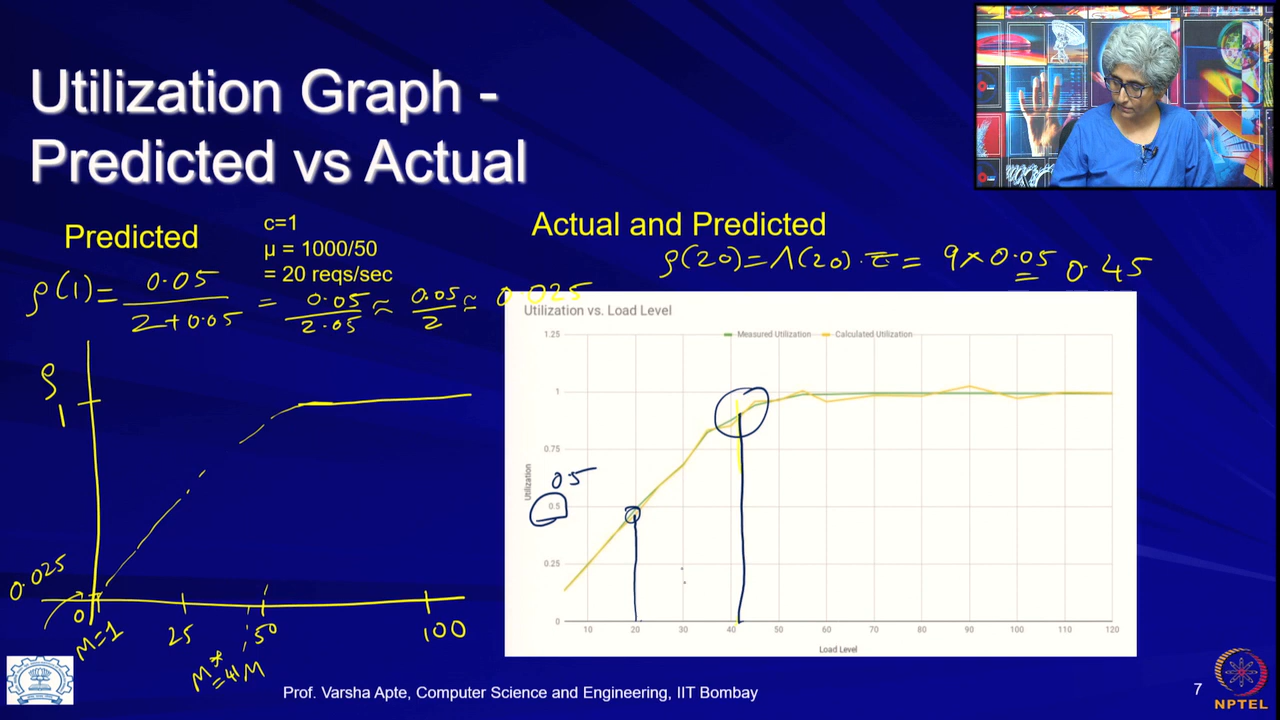 Utilization Graph -
Predicted vs Actual
Predicted
c=1
μ = 1000/50
= 20 reqs/sec
ρ(1) = 0.05 / 2+0.05 = 0.05 / 2.05 ≈ 0.05 / 2 ≈ 0.025
ρ
1
0.025
0
M=1
25
50
100
M* = 41
M
Actual and Predicted
ρ(20) = Λ(20). τ = 9 × 0.05 0.45
Utilization vs. Load Level
Measured Utilization
Calculated Utilization
1.25
1
0.75
0.5
0.5
0.25
0
Utilization
10 20 30 40 50 60 70 80 90 100 110 120
Load Level
Prof. Varsha Apte, Computer Science and Engineering, IIT Bombay
7
NPTEL